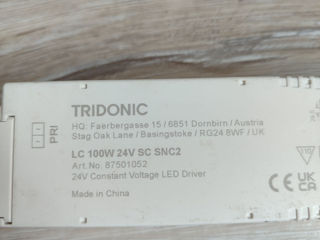 TRIDONIC
HQ: Faerbergasse 15 / 6851 Dornbirn / Austria
Stag Oak Lane / Basingstoke / RG24 8WF / UK
PRI
LC 100W 24V SC SNC2
Art. No. 87501052
24V Constant Voltage LED Driver
Made in China
CE UK CA